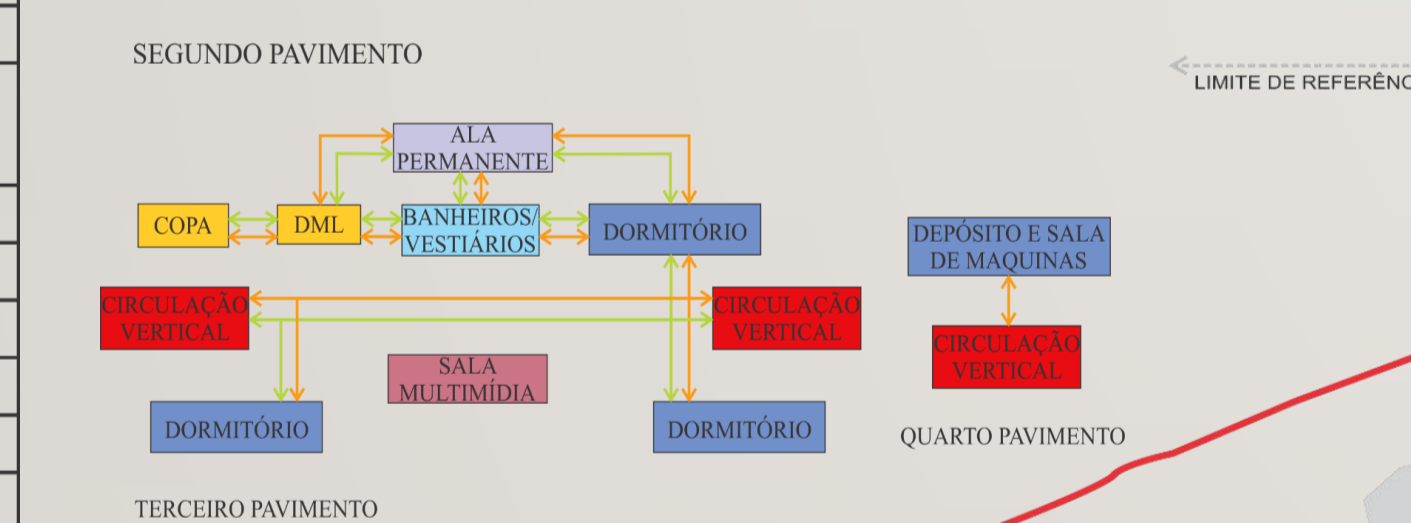 SEGUNDO PAVIMENTO
LIMITE DE REFERÊNC
ALA
PERMANENTE
COPA
DML
BANHEIROS/
VESTIÁRIOS
DORMITÓRIO
DEPÓSITO E SALA
DE MAQUINAS
CIRCULAÇÃO
VERTICAL
CIRCULAÇÃO
VERTICAL
CIRCULAÇÃO
VERTICAL
SALA
MULTIMÍDIA
DORMITÓRIO
DORMITÓRIO
QUARTO PAVIMENTO
TERCEIRO PAVIMENTO